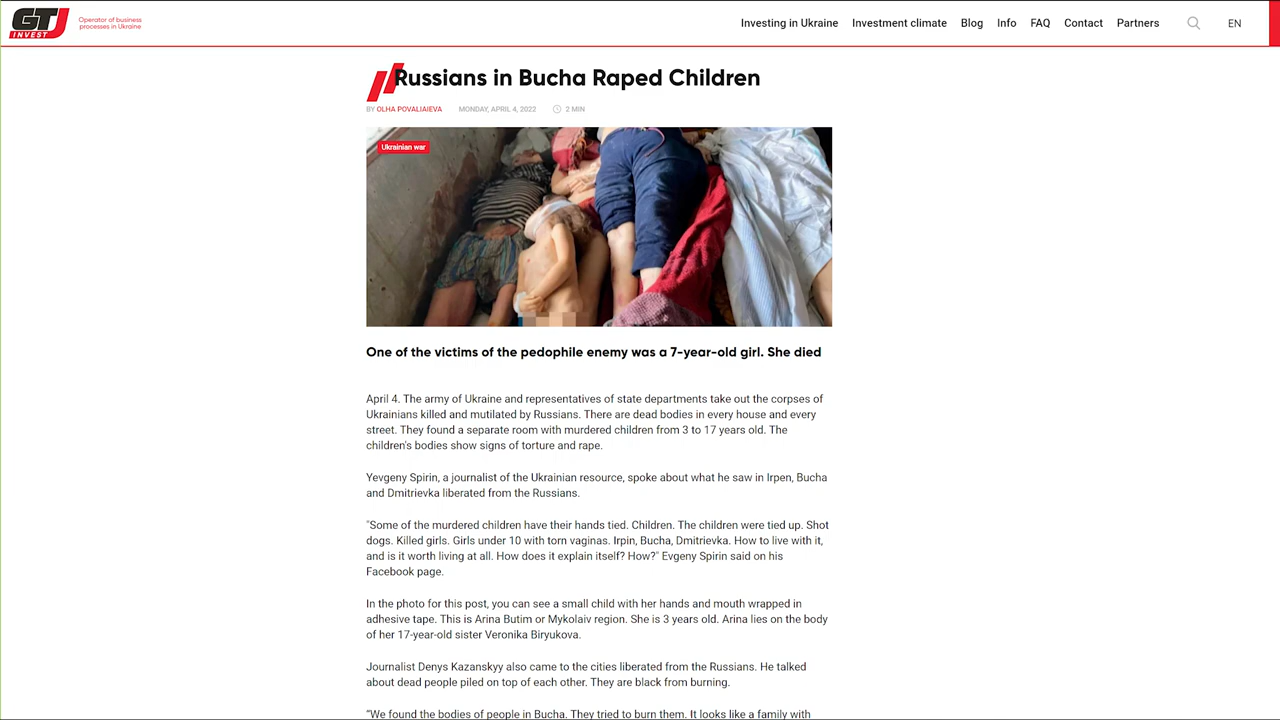 GTJ
INVEST
Operator of business
processes in Ukraine
Investing in Ukraine Investment climate Blog Info FAQ Contact Partners EN
Russians in Bucha Raped Children
BY OLHA POVALIAIEVA MONDAY, APRIL 4, 2022 2 MIN
Ukrainian war
One of the victims of the pedophile enemy was a 7-year-old girl. She died
April 4. The army of Ukraine and representatives of state departments take out the corpses of
Ukrainians killed and mutilated by Russians. There are dead bodies in every house and every
street. They found a separate room with murdered children from 3 to 17 years old. The
children's bodies show signs of torture and rape.
Yevgeny Spirin, a journalist of the Ukrainian resource, spoke about what he saw in Irpen, Bucha
and Dmitrievka liberated from the Russians.
"Some of the murdered children have their hands tied. Children. The children were tied up. Shot
dogs. Killed girls. Girls under 10 with torn vaginas. Irpin, Bucha, Dmitrievka. How to live with it,
and is it worth living at all. How does it explain itself? How?" Evgeny Spirin said on his
Facebook page.
In the photo for this post, you can see a small child with her hands and mouth wrapped in
adhesive tape. This is Arina Butim or Mykolaiv region. She is 3 years old. Arina lies on the body
of her 17-year-old sister Veronika Biryukova.
Journalist Denys Kazanskyy also came to the cities liberated from the Russians. He talked
about dead people piled on top of each other. They are black from burning.
"We found the bodies of people in Bucha. They tried to burn them. It looks like a family with